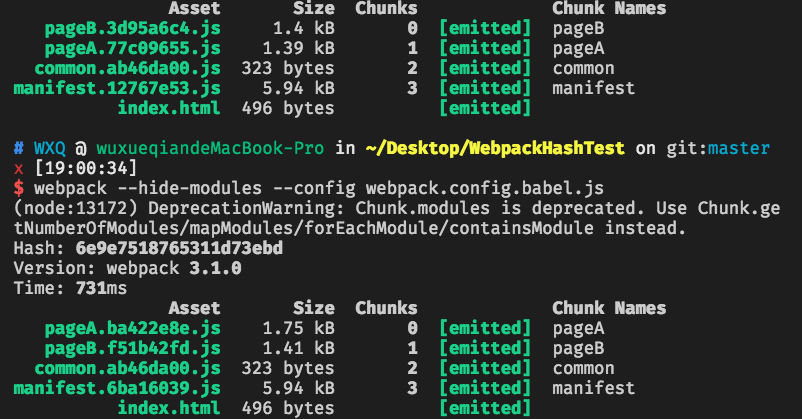 Asset Size Chunks Chunk Names
pageB.3d95a6c4.js 1.4 kB 0 [emitted] pageB
pageA.77c09655.js 1.39 kB 1 [emitted] pageA
common.ab46da00.js 323 bytes 2 [emitted] common
manifest.12767e53.js 5.94 kB 3 [emitted] manifest
index.html 496 bytes [emitted]
# WXQ @ wuxueqiandeMacBook-Pro in ~/Desktop/WebpackHashTest on git:master
x [19:00:34]
$ webpack --hide-modules --config webpack.config.babel.js
(node:13172) DeprecationWarning: Chunk.modules is deprecated. Use Chunk.ge
tNumberOfModules/mapModules/forEachModule/containsModule instead.
Hash: 6e9e7518765311d73ebd
Version: webpack 3.1.0
Time: 731ms
Asset Size Chunks Chunk Names
pageA.ba422e8e.js 1.75 kB 0 [emitted] pageA
pageB.f51b42fd.js 1.41 kB 1 [emitted] pageB
common.ab46da00.js 323 bytes 2 [emitted] common
manifest.6ba16039.js 5.94 kB 3 [emitted] manifest
index.html 496 bytes [emitted]